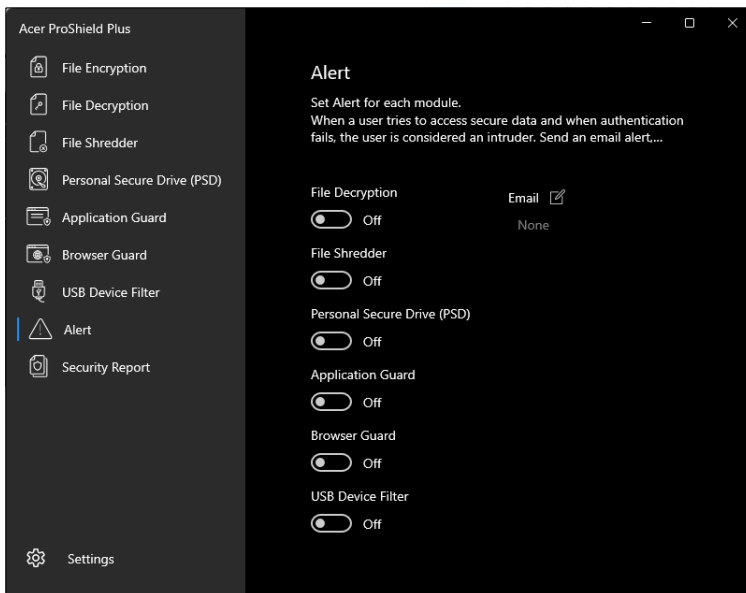 Acer ProShield Plus
File Encryption
File Decryption
File Shredder
Personal Secure Drive (PSD)
Application Guard
Browser Guard
USB Device Filter
Alert
Security Report
Settings
Alert
Set Alert for each module.
When a user tries to access secure data and when authentication
fails, the user is considered an intruder. Send an email alert,...
File Decryption
Off
Email
None
File Shredder
Off
Personal Secure Drive (PSD)
Off
Application Guard
Off
Browser Guard
Off
USB Device Filter
Off